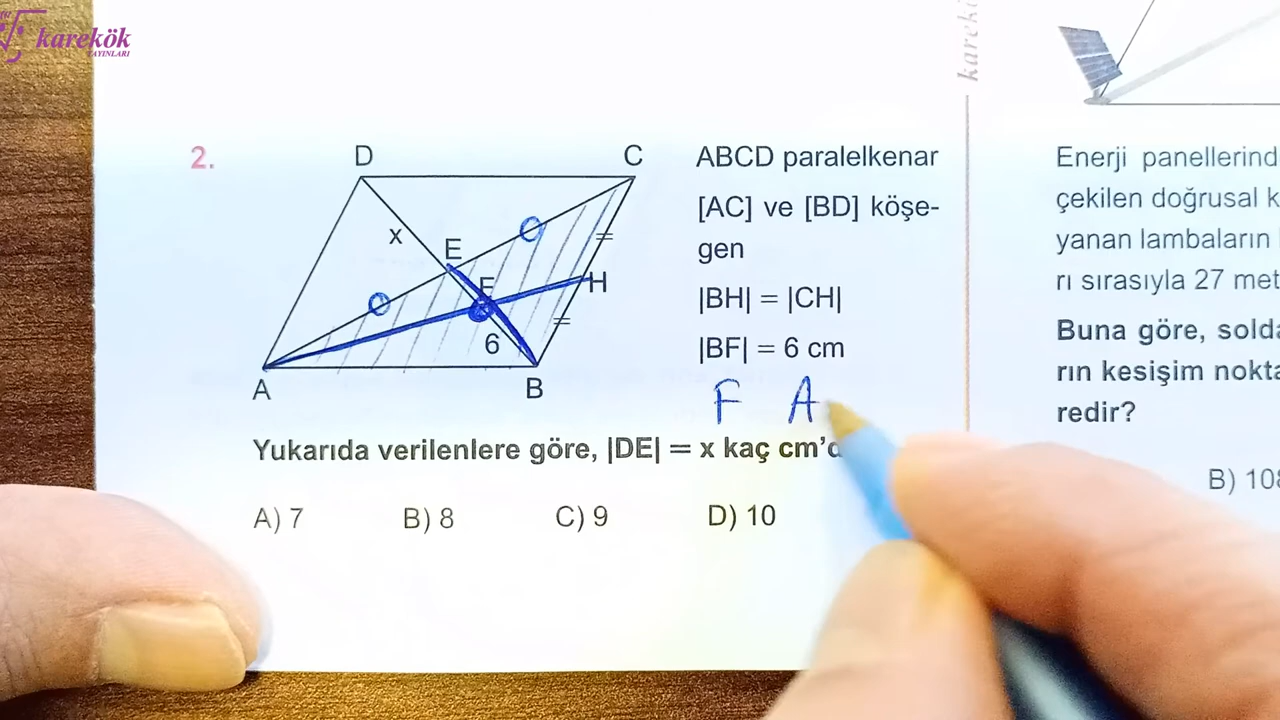 karekök
YAYINLARI
karekö
2.
D
C
x
E
F
H
6
A
B
ABCD paralelkenar
[AC] ve [BD] köşe-
gen
|BH| = |CH|
|BF| = 6 cm
F A
Yukarıda verilenlere göre, |DE| = x kaç cm'd
A) 7 B) 8 C) 9 D) 10
Enerji panellerind
çekilen doğrusal k
yanan lambaların
rı sırasıyla 27 met
Buna göre, solda
rın kesişim nokta
redir?
B) 108